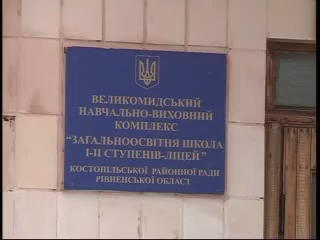 ВЕЛИКОМИДСЬКИЙ
НАВЧАЛЬНО-ВИХОВНИЙ
КОМПЛЕКС
"ЗАГАЛЬНООСВІТНЯ ШКОЛА
І-ІІ СТУПЕНІВ-ЛІЦЕЙ"
КОСТОПІЛЬСЬКОЇ РАЙОННОЇ РАДИ
РІВНЕНСЬКОЇ ОБЛАСТІ